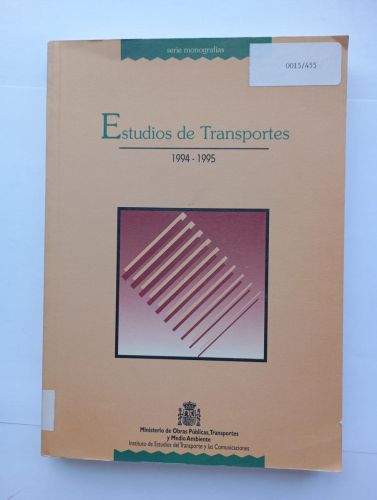 serie monografías
0015/455
Estudios de Transportes
1994 - 1995
Ministerio de Obras Públicas, Transportes
y Medio Ambiente
Instituto de Estudios del Transporte y las Comunicaciones